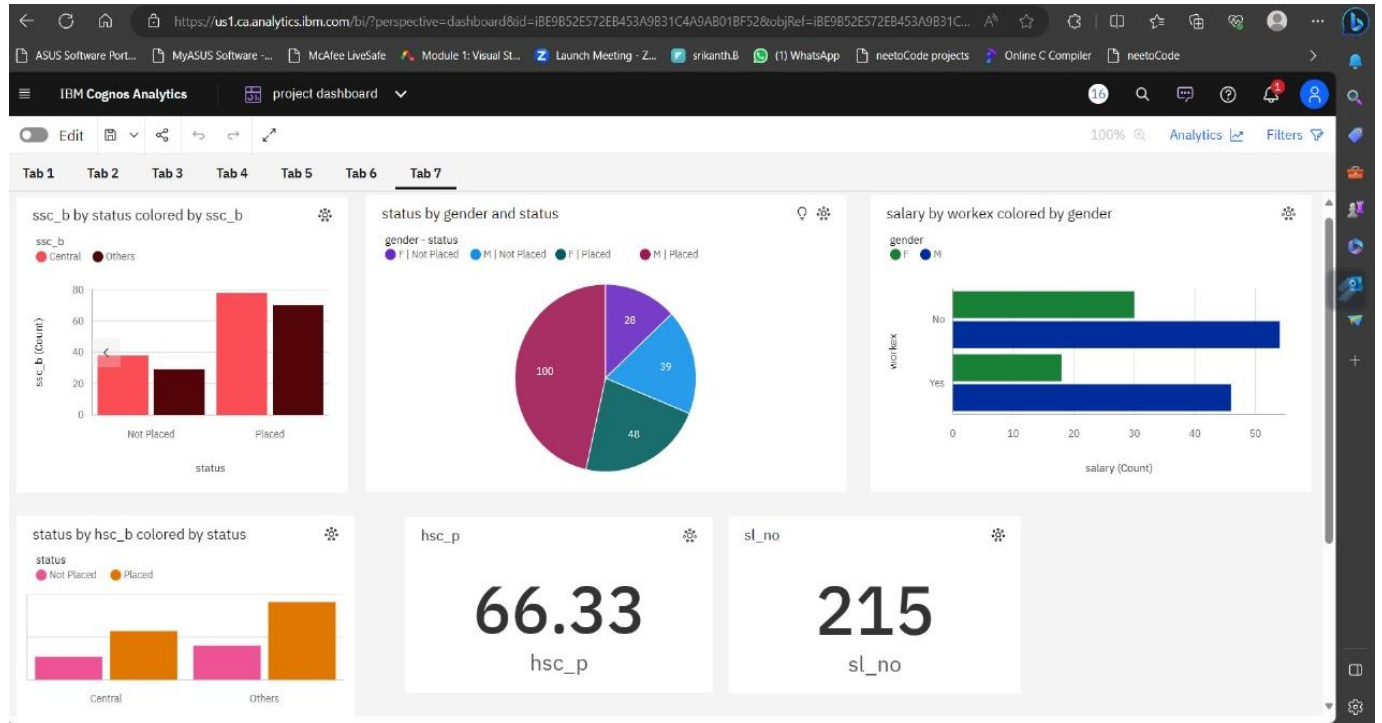 https://us1.ca.analytics.ibm.com/bi/?perspective=dashboard&id=iBE9B52E572EB453A9B31C4A9AB01BF52&objRef=iBE9B52E572EB453A9B31C...
ASUS Software Port... MyASUS Software -... McAfee LiveSafe Module 1: Visual St... Launch Meeting - Z... srikanth.B (1) WhatsApp neetoCode projects Online C Compiler neetoCode
IBM Cognos Analytics project dashboard 16 1
Edit 100% Analytics Filters
Tab 1 Tab 2 Tab 3 Tab 4 Tab 5 Tab 6 Tab 7
ssc_b by status colored by ssc_b
ssc_b
Central Others
80
60
40
20
0
ssc_b (Count)
Not Placed Placed
status
status by gender and status
gender - status
F | Not Placed M | Not Placed F | Placed M | Placed
28
39
100
48
salary by workex colored by gender
gender
F M
No
workex
Yes
0 10 20 30 40 50
salary (Count)
status by hsc_b colored by status
status
Not Placed Placed
Central Others
hsc_p
66.33
hsc_p
sl_no
215
sl_no